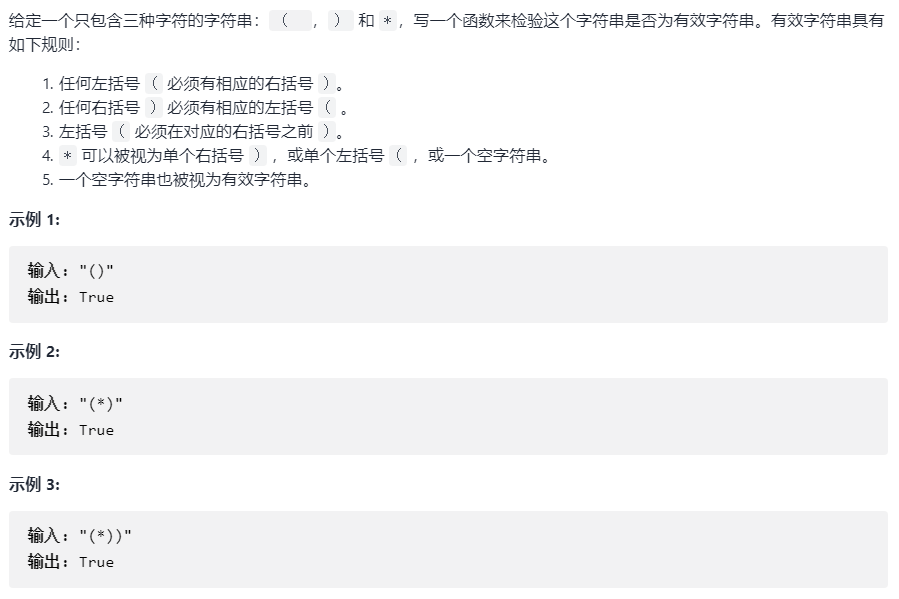 给定一个只包含三种字符的字符串：（ ，） 和 *，写一个函数来检验这个字符串是否为有效字符串。有效字符串具有
如下规则：
1. 任何左括号 （ 必须有相应的右括号 ）。
2. 任何右括号 ） 必须有相应的左括号 （ 。
3. 左括号 （ 必须在对应的右括号之前 ）。
4. * 可以被视为单个右括号 ） ，或单个左括号 （ ，或一个空字符串。
5. 一个空字符串也被视为有效字符串。
示例 1:
输入: "()"
输出: True
示例 2:
输入: "(*)"
输出: True
示例 3:
输入: "(*))"
输出: True